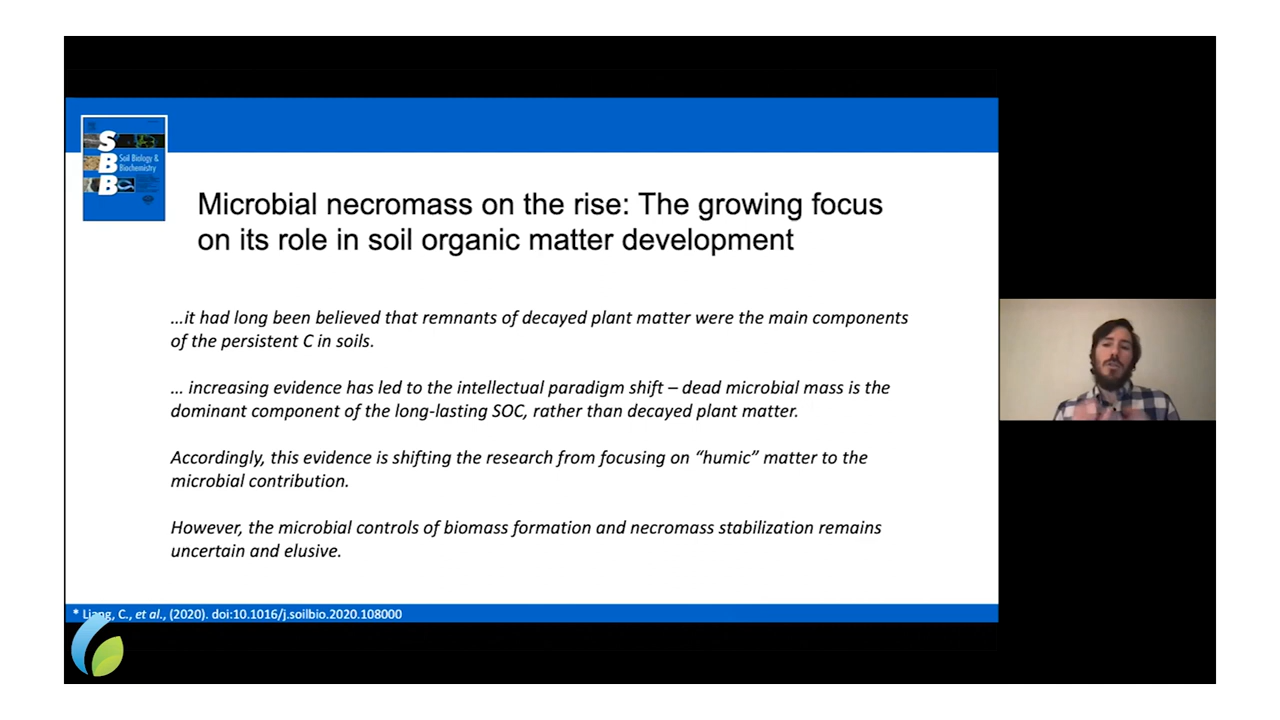 SBB
Soil Biology &
Biochemistry
Microbial necromass on the rise: The growing focus
on its role in soil organic matter development
…it had long been believed that remnants of decayed plant matter were the main components
of the persistent C in soils.
… increasing evidence has led to the intellectual paradigm shift – dead microbial mass is the
dominant component of the long-lasting SOC, rather than decayed plant matter.
Accordingly, this evidence is shifting the research from focusing on “humic” matter to the
microbial contribution.
However, the microbial controls of biomass formation and necromass stabilization remains
uncertain and elusive.
* Liang, C., et al., (2020). doi:10.1016/j.soilbio.2020.108000